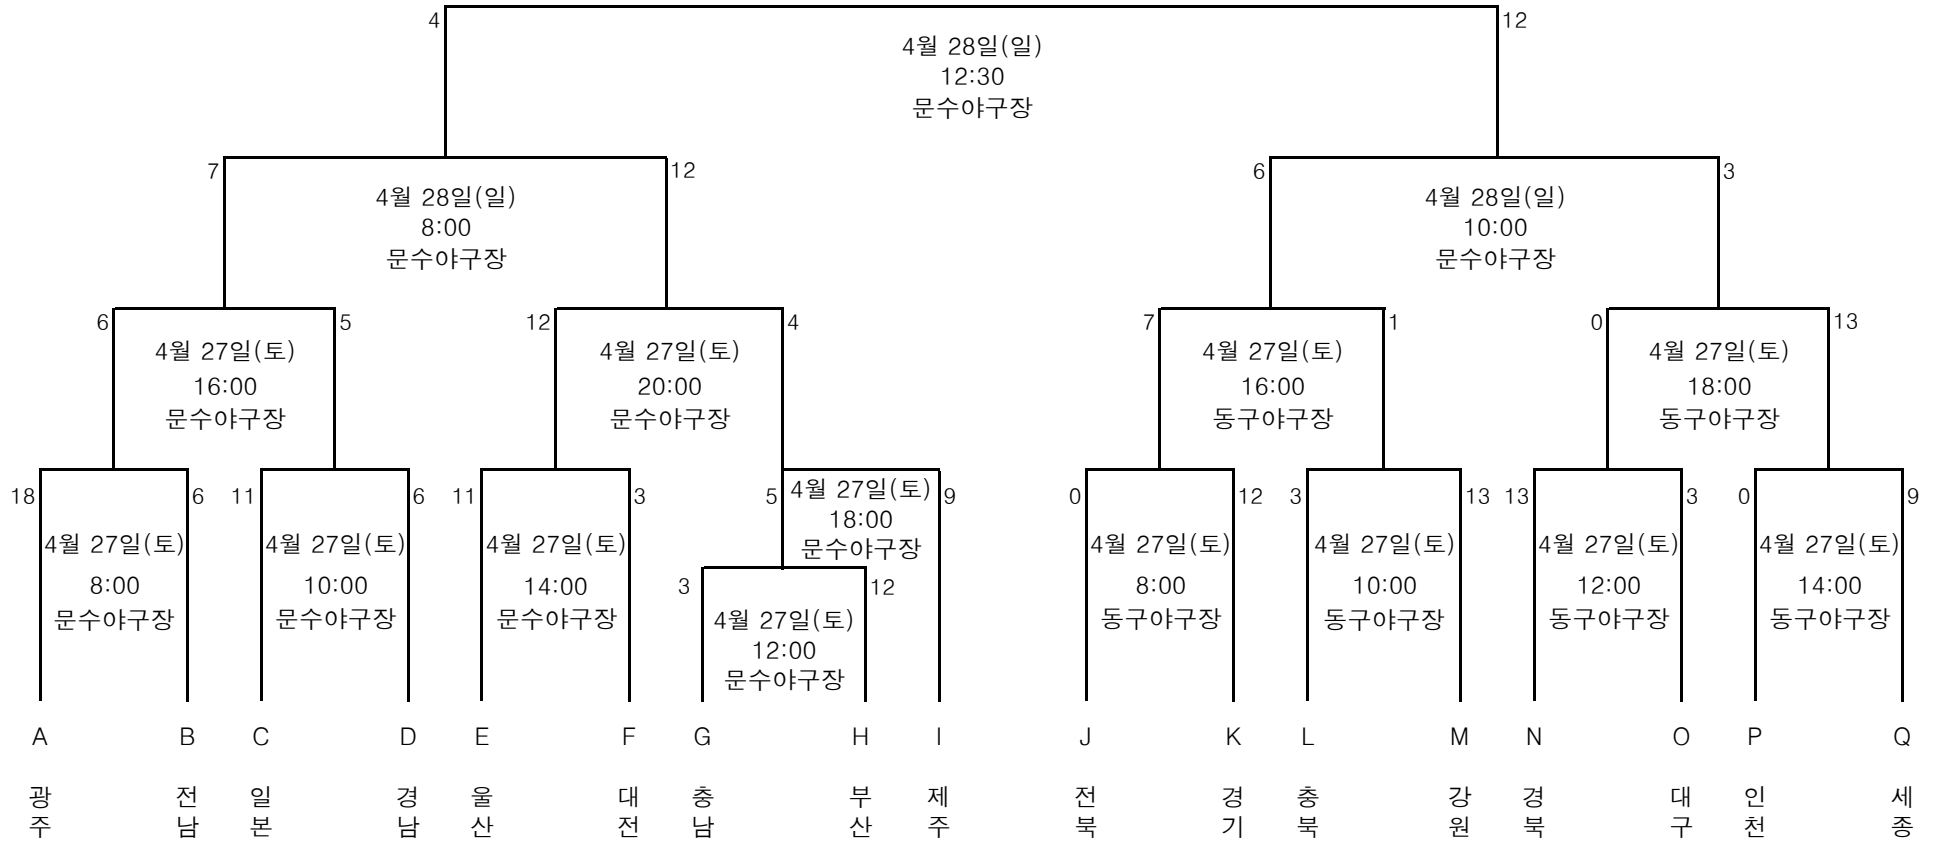 4 12
4월 28일(일)
12:30
문수야구장
7 12 6 3
4월 28일(일) 4월 28일(일)
8:00 10:00
문수야구장 문수야구장
6 5 12 4 7 1 0 13
4월 27일(토) 4월 27일(토) 4월 27일(토) 4월 27일(토)
16:00 20:00 16:00 18:00
문수야구장 문수야구장 동구야구장 동구야구장
18 6 11 6 11 3 5 4월 27일(토) 9 0 12 3 13 13 3 0 9
18:00
4월 27일(토) 4월 27일(토) 4월 27일(토) 문수야구장 4월 27일(토) 4월 27일(토) 4월 27일(토) 4월 27일(토)
8:00 10:00 14:00 3 12 8:00 10:00 12:00 14:00
문수야구장 문수야구장 문수야구장 4월 27일(토) 동구야구장 동구야구장 동구야구장 동구야구장
12:00
문수야구장
A B C D E F G H I J K L M N O P Q
광 전 일 경 울 대 충 부 제 전 경 충 강 경 대 인 세
주 남 본 남 산 전 남 산 주 북 기 북 원 북 구 천 종